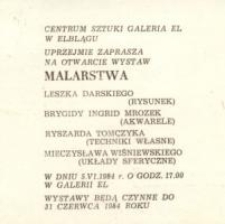 CENTRUM SZTUKI GALERIA EL
W ELBLĄGU
UPRZEJMIE ZAPRASZA
NA OTWARCIE WYSTAW
MALARSTWA
LESZKA DARSKIEGO
(RYSUNEK)
BRYGIDY INGRID MROZEK
(AKWARELE)
RYSZARDA TOMCZYKA
(TECHNIKI WŁASNE)
MIECZYSŁAWA WIŚNIEWSKIEGO
(UKŁADY SFERYCZNE)
W DNIU 5.VI.1984 r. O GODZ. 17.00
W GALERII EL
WYSTAWY BĘDĄ CZYNNE DO
31 CZERWCA 1984 ROKU